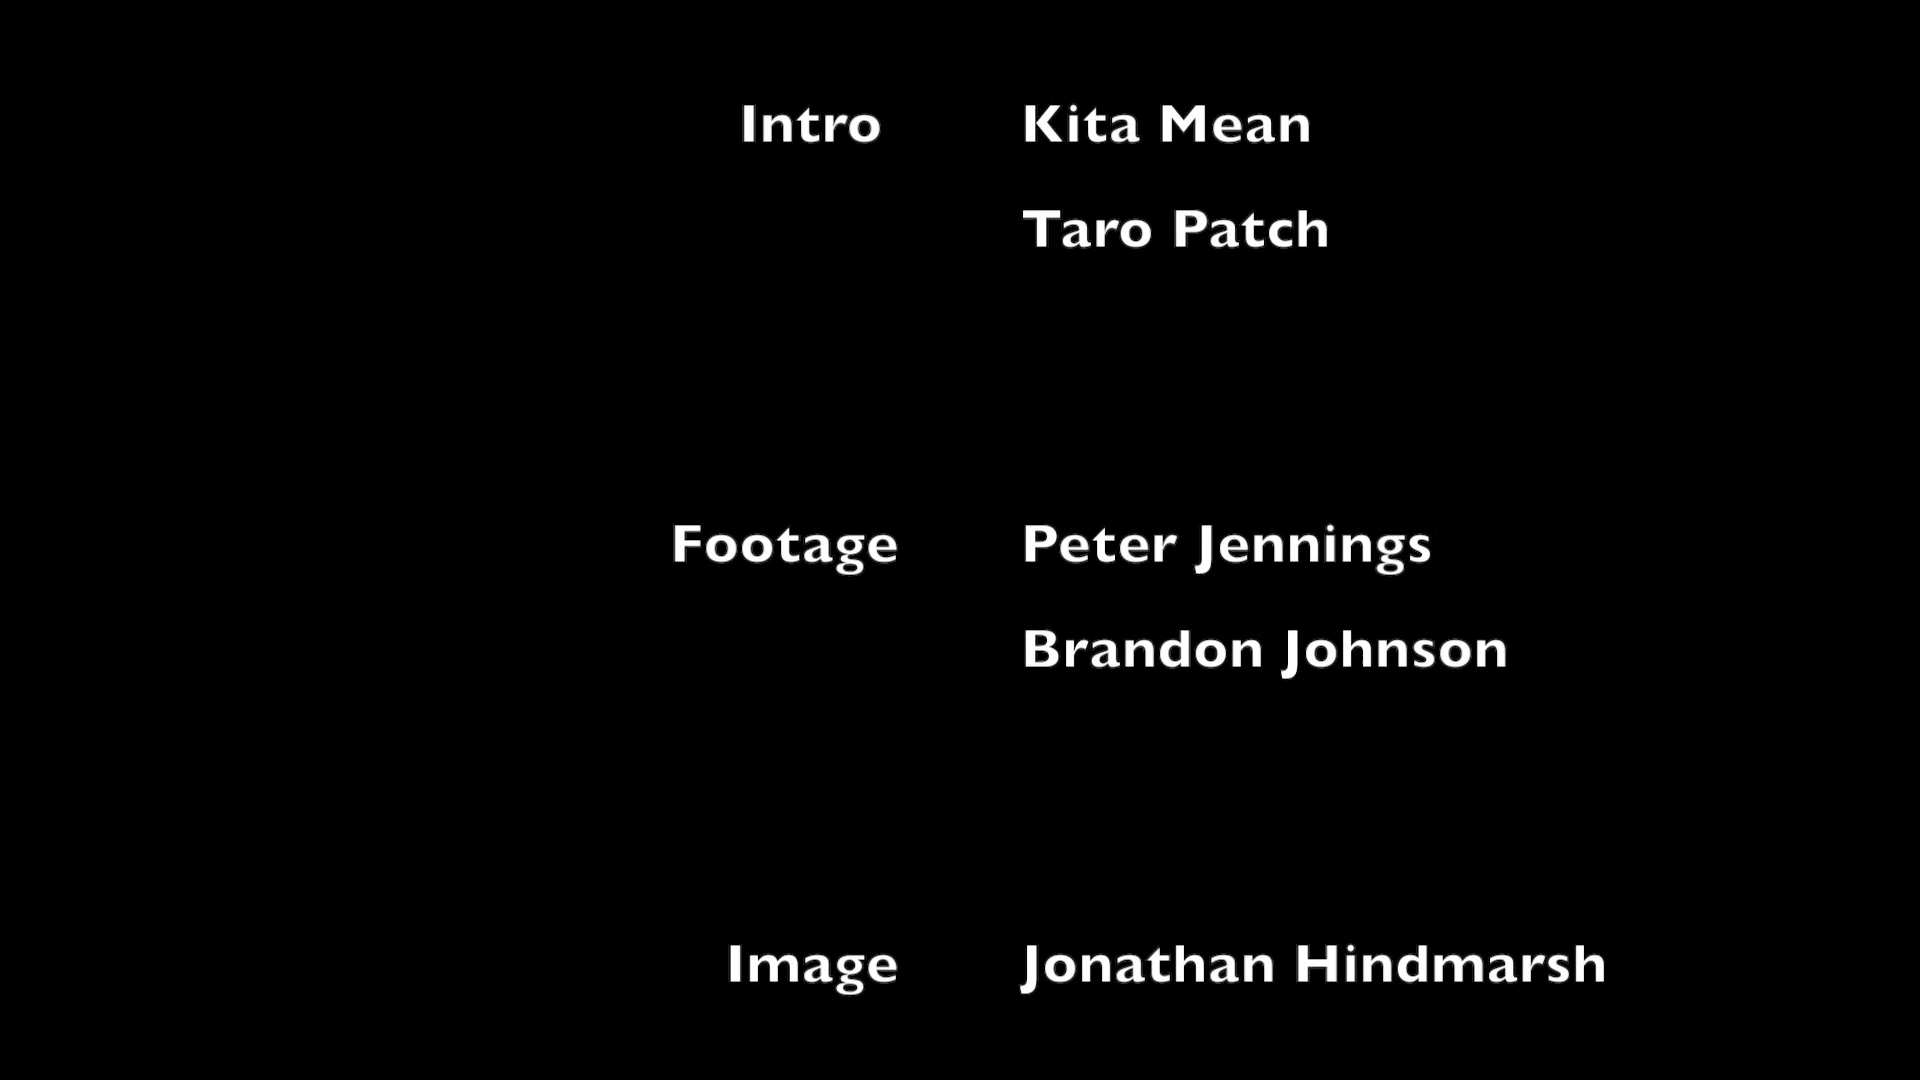 Intro Kita Mean
Taro Patch
Footage Peter Jennings
Brandon Johnson
Image Jonathan Hindmarsh